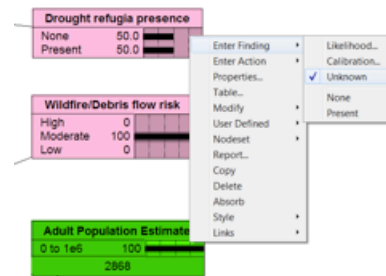 Drought refugia presence
None 50.0
Present 50.0
Enter Finding
Enter Action
Properties...
Table...
Modify
User Defined
Nodeset
Report...
Copy
Delete
Absorb
Style
Links
Likelihood...
Calibration...
✓ Unknown
None
Present
Wildfire/Debris flow risk
High 0
Moderate 100
Low 0
Adult Population Estimate
0 to 1e6 100
2868